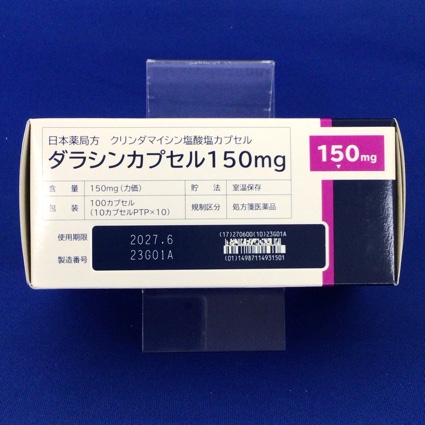 日本薬局方 クリンダマイシン塩酸塩カプセル
ダラシンカプセル150mg
150mg
含 量 150mg(力価) 貯 法 室温保存
包 装 100カプセル (10カプセルPTP×10) 規制区分 処方箋医薬品
使用期限 2027.6
製造番号 23G01A
(17)270600(10)23G01A
(01)14987114931501